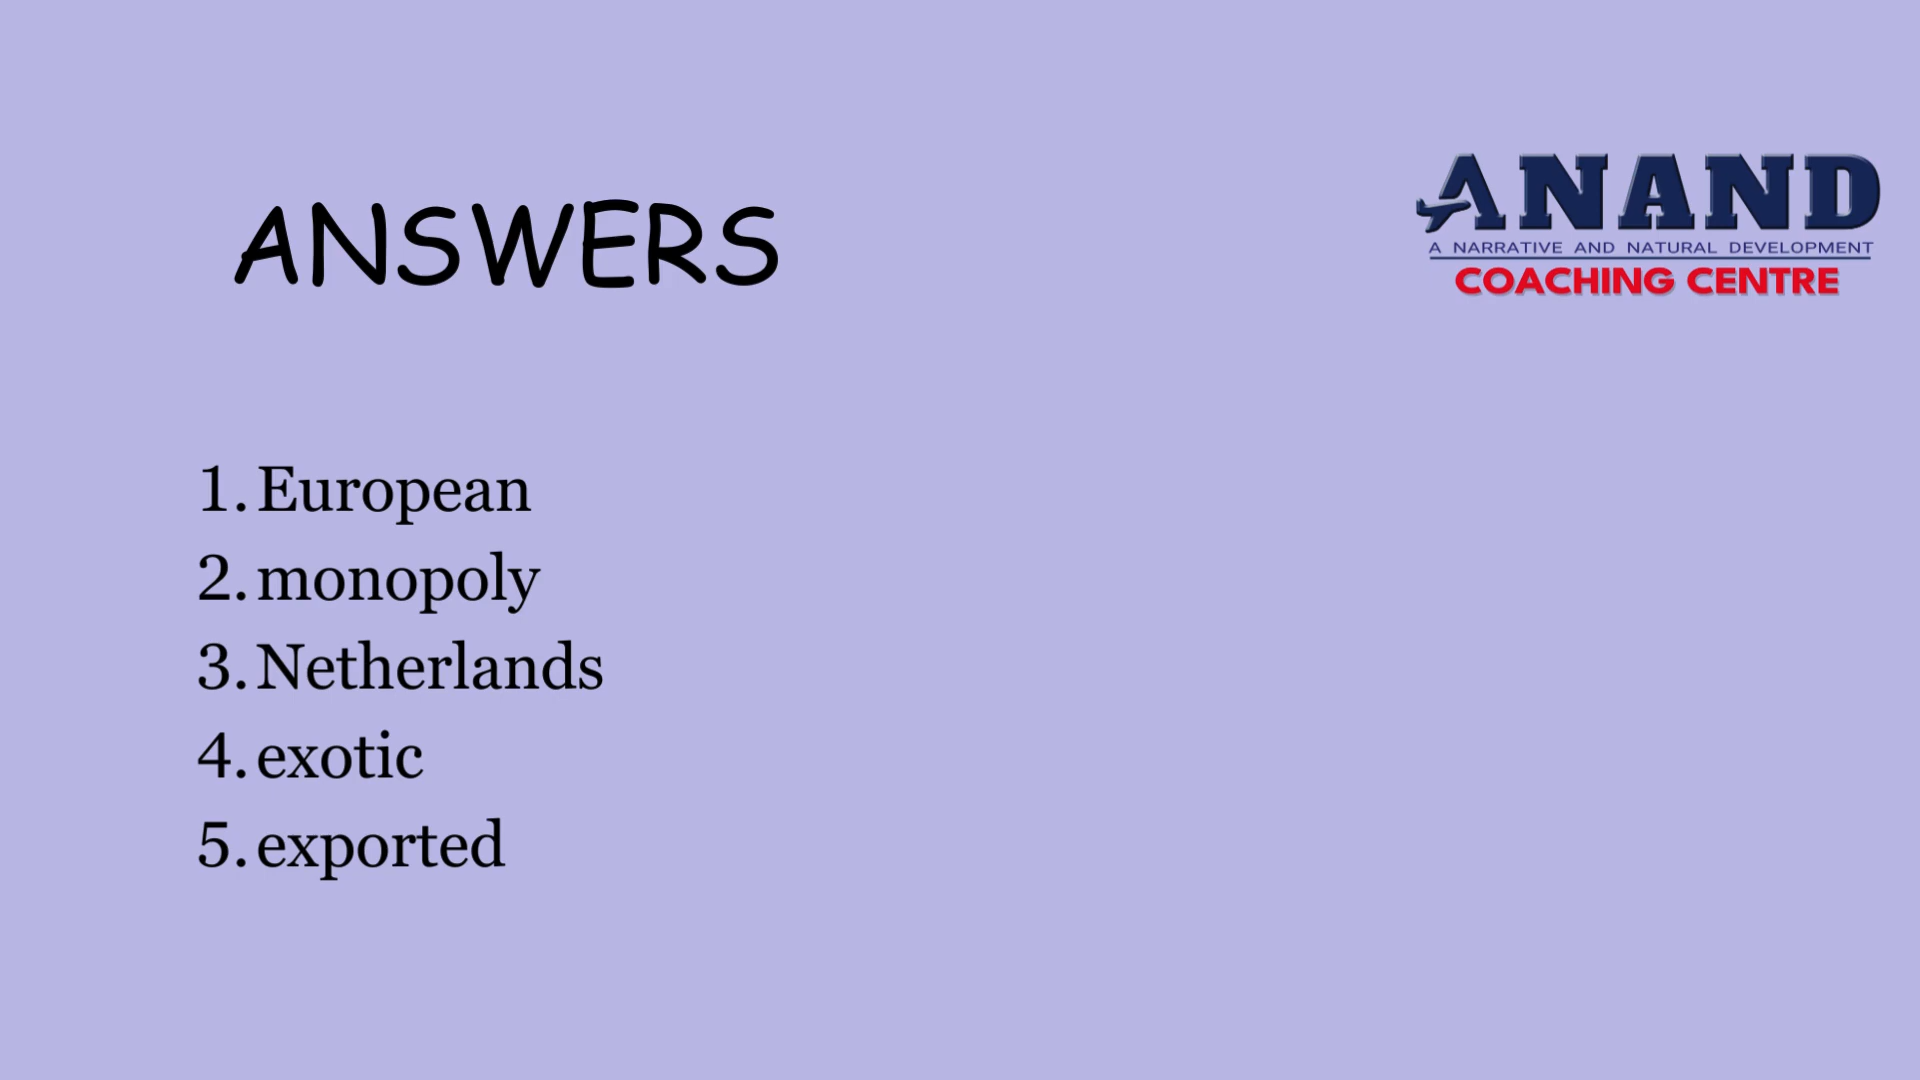 ANAND
A NARRATIVE AND NATURAL DEVELOPMENT
COACHING CENTRE
ANSWERS
1. European
2. monopoly
3. Netherlands
4. exotic
5. exported